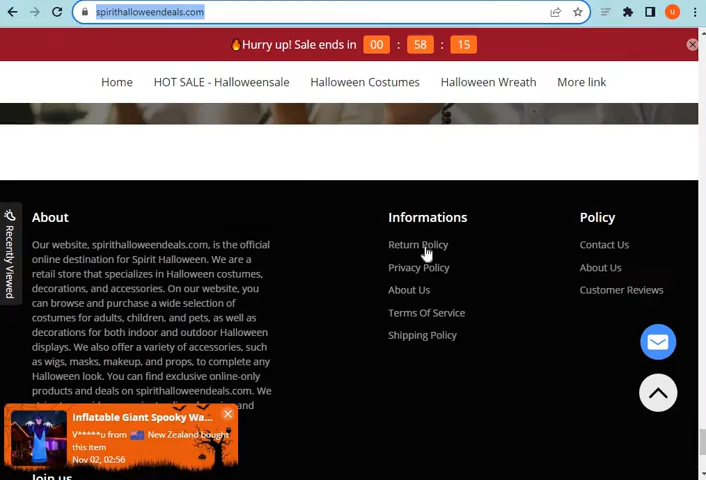 spirithalloweendeals.com
🔥Hurry up! Sale ends in 00 : 58 : 15
Home HOT SALE - Halloweensale Halloween Costumes Halloween Wreath More link
About
Our website, spirithalloweendeals.com, is the official
online destination for Spirit Halloween. We are a
retail store that specializes in Halloween costumes,
decorations, and accessories. On our website, you
can browse and purchase a wide selection of
costumes for adults, children, and pets, as well as
decorations for both indoor and outdoor Halloween
displays. We also offer a variety of accessories, such
as wigs, masks, makeup, and props, to complete any
Halloween look. You can find exclusive online-only
products and deals on spirithalloweendeals.com. We
and
Informations
Return Policy
Privacy Policy
About Us
Terms Of Service
Shipping Policy
Policy
Contact Us
About Us
Customer Reviews
Recently Viewed
Inflatable Giant Spooky Wa...
V*****u from New Zealand bought
this item
Nov 02, 02:56
Join us
U